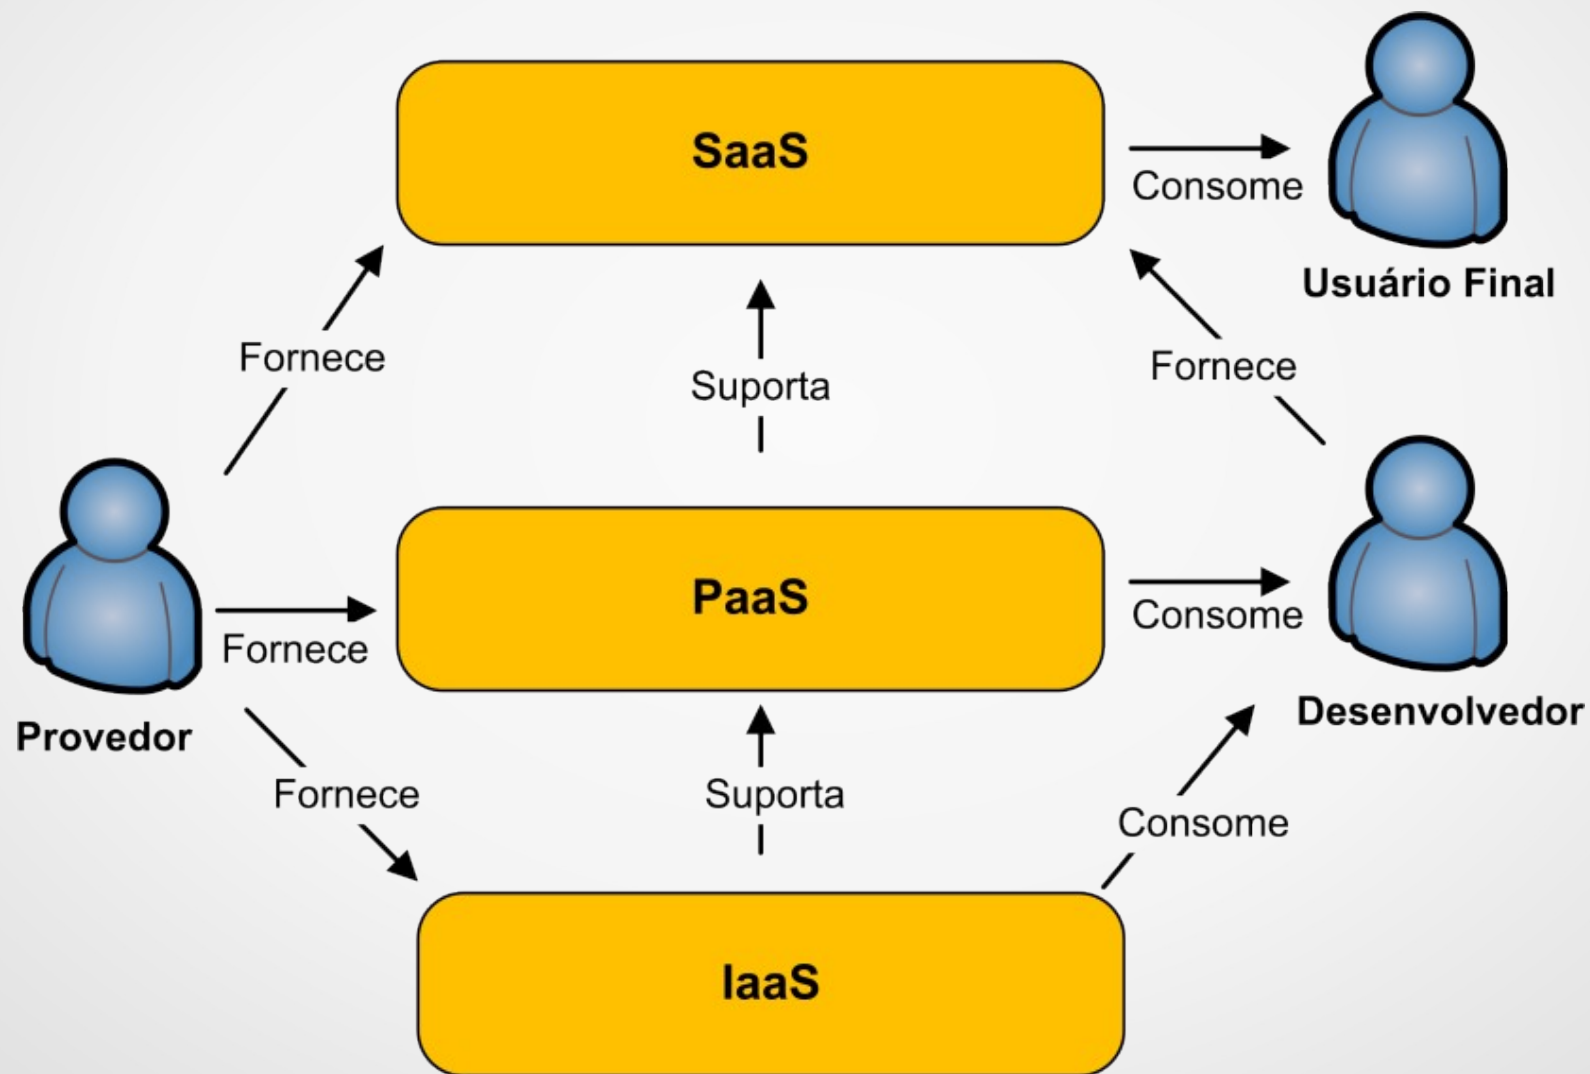 SaaS
Consome
Usuário Final
Fornece
Suporta
Fornece
PaaS
Consome
Fornece
Provedor
Desenvolvedor
Fornece
Suporta
Consome
IaaS